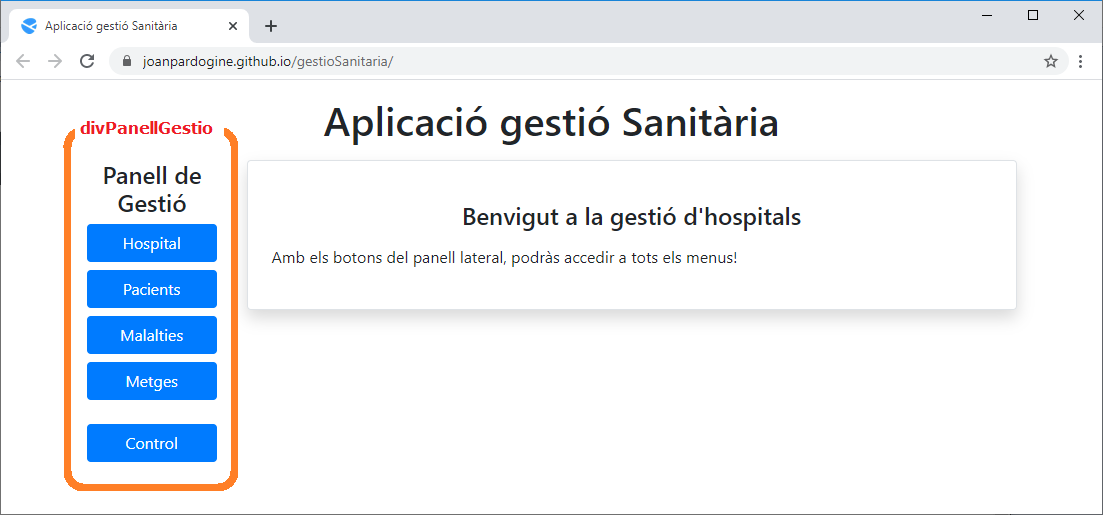 Aplicació gestió Sanitària
joanpardogine.github.io/gestioSanitaria/
Aplicació gestió Sanitària
divPanellGestio
Panell de
Gestió
Hospital
Pacients
Malalties
Metges
Control
Benvigut a la gestió d'hospitals
Amb els botons del panell lateral, podràs accedir a tots els menus!